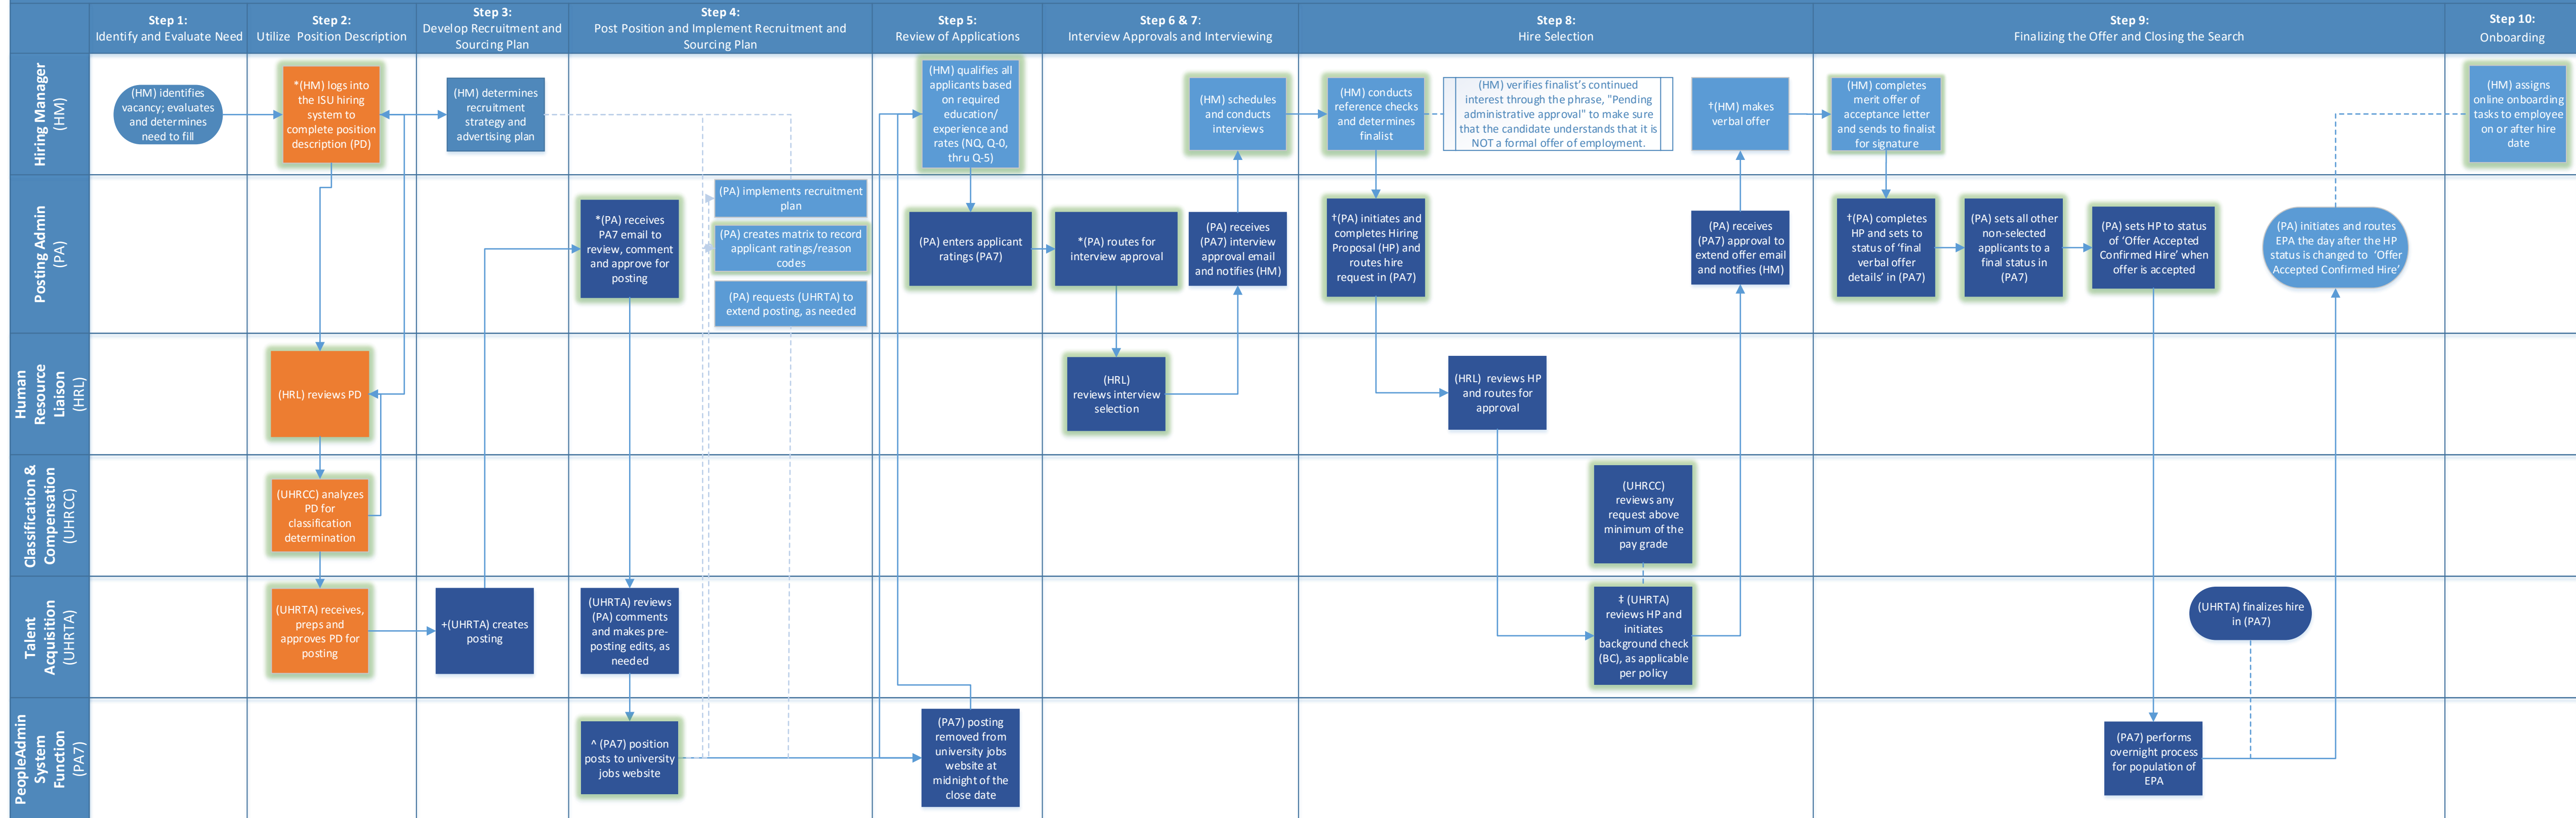 Step 1:
Identify and Evaluate Need
Step 2:
Utilize Position Description
Step 3:
Develop Recruitment and
Sourcing Plan
Step 4:
Post Position and Implement Recruitment and
Sourcing Plan
Step 5:
Review of Applications
Step 6 & 7:
Interview Approvals and Interviewing
Step 8:
Hire Selection
Step 9:
Finalizing the Offer and Closing the Search
Step 10:
Onboarding
Hiring Manager
(HM)
(HM) identifies
vacancy; evaluates
and determines
need to fill
*(HM) logs into
the ISU hiring
system to
complete position
description (PD)
(HM) determines
recruitment
strategy and
advertising plan
(HM) qualifies all
applicants based
on required
education/
experience and
rates (NQ, Q-0,
thru Q-5)
(HM) schedules
and conducts
interviews
(HM) conducts
reference checks
and determines
finalist
(HM) verifies finalist's continued
interest through the phrase, "Pending
administrative approval" to make sure
that the candidate understands that it is
NOT a formal offer of employment.
†(HM) makes
verbal offer
(HM) completes
merit offer of
acceptance letter
and sends to finalist
for signature
(HM) assigns
online onboarding
tasks to employee
on or after hire
date
Posting Admin
(PA)
*(PA) receives
PA7 email to
review, comment
and approve for
posting
(PA) implements recruitment
plan
(PA) creates matrix to record
applicant ratings/reason
codes
(PA) requests (UHRTA) to
extend posting, as needed
(PA) enters applicant
ratings (PA7)
*(PA) routes for
interview approval
(PA) receives
(PA7) interview
approval email
and notifies (HM)
†(PA) initiates and
completes Hiring
Proposal (HP) and
routes hire
request in (PA7)
(PA) receives
(PA7) approval to
extend offer email
and notifies (HM)
†(PA) completes
HP and sets to
status of 'final
verbal offer
details' in (PA7)
(PA) sets all other
non-selected
applicants to a
final status in
(PA7)
(PA) sets HP to status
of 'Offer Accepted
Confirmed Hire' when
offer is accepted
(PA) initiates and routes
EPA the day after the HP
status is changed to 'Offer
Accepted Confirmed Hire'
Human
Resource
Liaison
(HRL)
(HRL) reviews PD
(HRL)
reviews interview
selection
(HRL) reviews HP
and routes for
approval
Classification &
Compensation
(UHRCC)
(UHRCC) analyzes
PD for
classification
determination
(UHRCC)
reviews any
request above
minimum of the
pay grade
Talent
Acquisition
(UHRTA)
(UHRTA) receives,
preps and
approves PD for
posting
+(UHRTA) creates
posting
(UHRTA) reviews
(PA) comments
and makes pre-
posting edits, as
needed
‡ (UHRTA)
reviews HP and
initiates
background check
(BC), as applicable
per policy
(UHRTA) finalizes hire
in (PA7)
PeopleAdmin
System
Function
(PA7)
^ (PA7) position
posts to university
jobs website
(PA7) posting
removed from
university jobs
website at
midnight of the
close date
(PA7) performs
overnight process
for population of
EPA